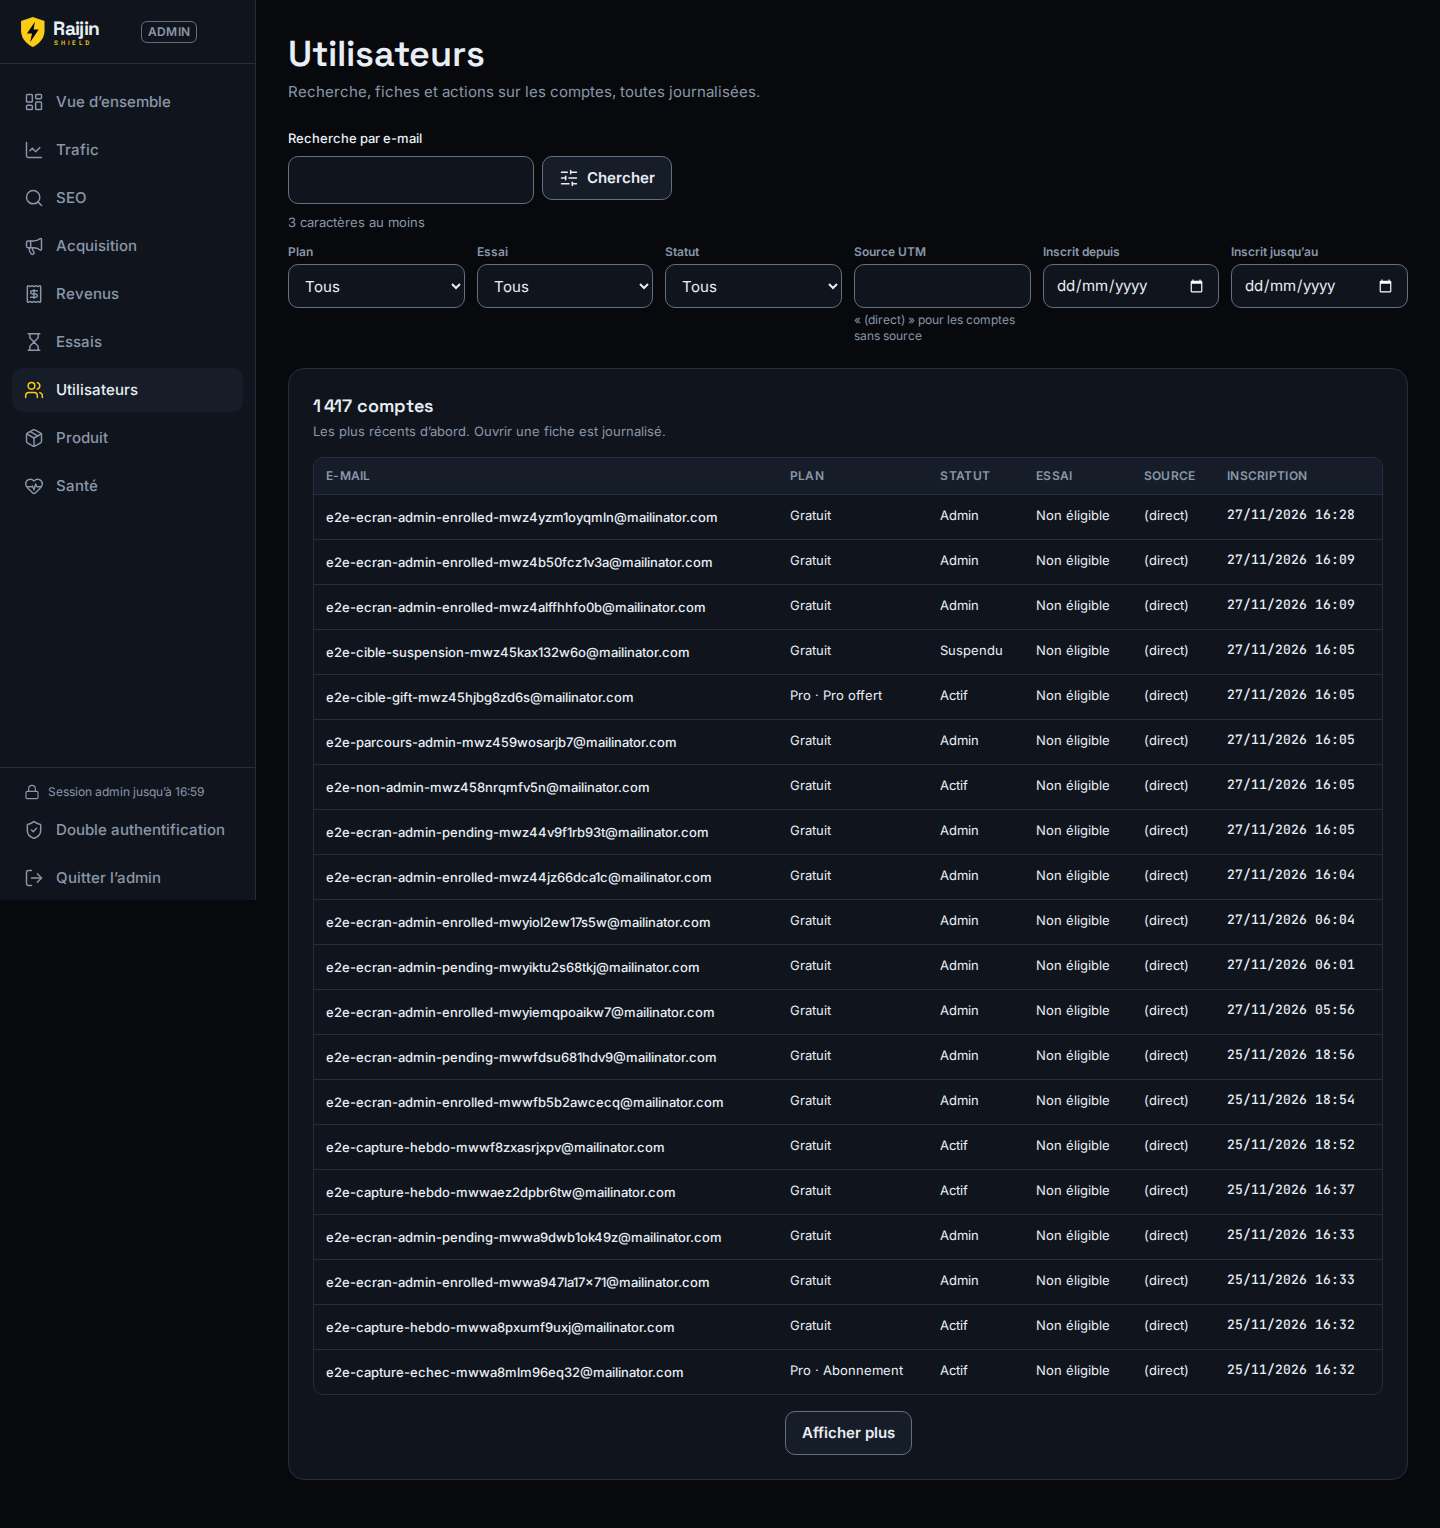 Raijin
SHIELD
ADMIN
Vue d’ensemble
Trafic
SEO
Acquisition
Revenus
Essais
Utilisateurs
Produit
Santé
Session admin jusqu’à 16:59
Double authentification
Quitter l’admin
Utilisateurs
Recherche, fiches et actions sur les comptes, toutes journalisées.
Recherche par e-mail
Chercher
3 caractères au moins
Plan Essai Statut Source UTM Inscrit depuis Inscrit jusqu’au
Tous Tous Tous dd/mm/yyyy dd/mm/yyyy
« (direct) » pour les comptes
sans source
1 417 comptes
Les plus récents d’abord. Ouvrir une fiche est journalisé.
E-MAIL PLAN STATUT ESSAI SOURCE INSCRIPTION
e2e-ecran-admin-enrolled-mwz4yzm1oyqmln@mailinator.com Gratuit Admin Non éligible (direct) 27/11/2026 16:28
e2e-ecran-admin-enrolled-mwz4b50fcz1v3a@mailinator.com Gratuit Admin Non éligible (direct) 27/11/2026 16:09
e2e-ecran-admin-enrolled-mwz4alffhhfo0b@mailinator.com Gratuit Admin Non éligible (direct) 27/11/2026 16:09
e2e-cible-suspension-mwz45kax132w6o@mailinator.com Gratuit Suspendu Non éligible (direct) 27/11/2026 16:05
e2e-cible-gift-mwz45hjbg8zd6s@mailinator.com Pro · Pro offert Actif Non éligible (direct) 27/11/2026 16:05
e2e-parcours-admin-mwz459wosarjb7@mailinator.com Gratuit Admin Non éligible (direct) 27/11/2026 16:05
e2e-non-admin-mwz458nrqmfv5n@mailinator.com Gratuit Actif Non éligible (direct) 27/11/2026 16:05
e2e-ecran-admin-pending-mwz44v9f1rb93t@mailinator.com Gratuit Admin Non éligible (direct) 27/11/2026 16:05
e2e-ecran-admin-enrolled-mwz44jz66dca1c@mailinator.com Gratuit Admin Non éligible (direct) 27/11/2026 16:04
e2e-ecran-admin-enrolled-mwyiol2ew17s5w@mailinator.com Gratuit Admin Non éligible (direct) 27/11/2026 06:04
e2e-ecran-admin-pending-mwyiktu2s68tkj@mailinator.com Gratuit Admin Non éligible (direct) 27/11/2026 06:01
e2e-ecran-admin-enrolled-mwyiemqpoaikw7@mailinator.com Gratuit Admin Non éligible (direct) 27/11/2026 05:56
e2e-ecran-admin-pending-mwwfdsu681hdv9@mailinator.com Gratuit Admin Non éligible (direct) 25/11/2026 18:56
e2e-ecran-admin-enrolled-mwwfb5b2awcecq@mailinator.com Gratuit Admin Non éligible (direct) 25/11/2026 18:54
e2e-capture-hebdo-mwwf8zxasrjxpv@mailinator.com Gratuit Actif Non éligible (direct) 25/11/2026 18:52
e2e-capture-hebdo-mwwaez2dpbr6tw@mailinator.com Gratuit Actif Non éligible (direct) 25/11/2026 16:37
e2e-ecran-admin-pending-mwwa9dwb1ok49z@mailinator.com Gratuit Admin Non éligible (direct) 25/11/2026 16:33
e2e-ecran-admin-enrolled-mwwa947la17x71@mailinator.com Gratuit Admin Non éligible (direct) 25/11/2026 16:33
e2e-capture-hebdo-mwwa8pxumf9uxj@mailinator.com Gratuit Actif Non éligible (direct) 25/11/2026 16:32
e2e-capture-echec-mwwa8mlm96eq32@mailinator.com Pro · Abonnement Actif Non éligible (direct) 25/11/2026 16:32
Afficher plus